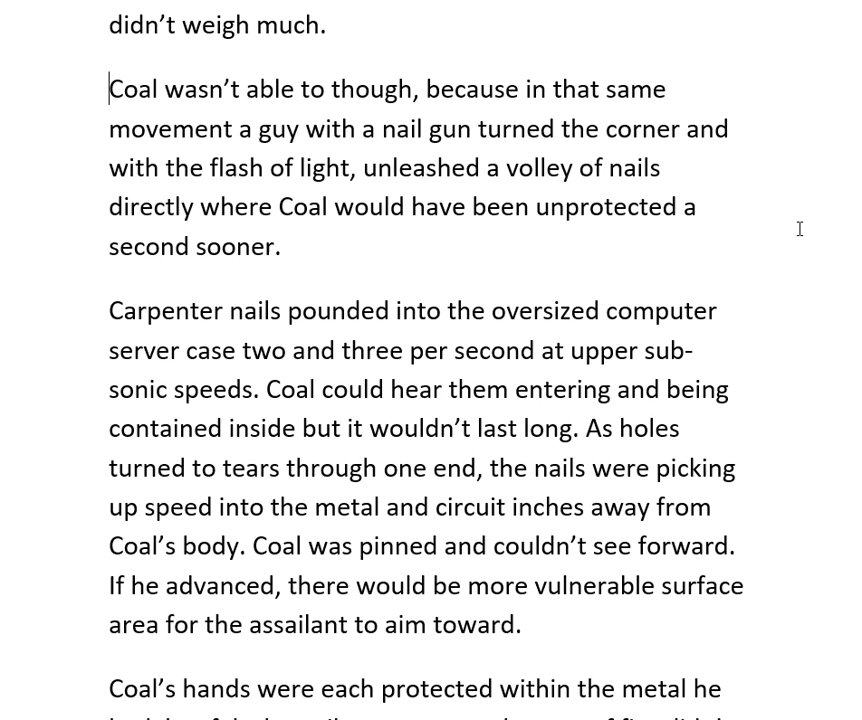 didn’t weigh much.
Coal wasn’t able to though, because in that same
movement a guy with a nail gun turned the corner and
with the flash of light, unleashed a volley of nails
directly where Coal would have been unprotected a
second sooner.
Carpenter nails pounded into the oversized computer
server case two and three per second at upper sub-
sonic speeds. Coal could hear them entering and being
contained inside but it wouldn’t last long. As holes
turned to tears through one end, the nails were picking
up speed into the metal and circuit inches away from
Coal’s body. Coal was pinned and couldn’t see forward.
If he advanced, there would be more vulnerable surface
area for the assailant to aim toward.
Coal’s hands were each protected within the metal he